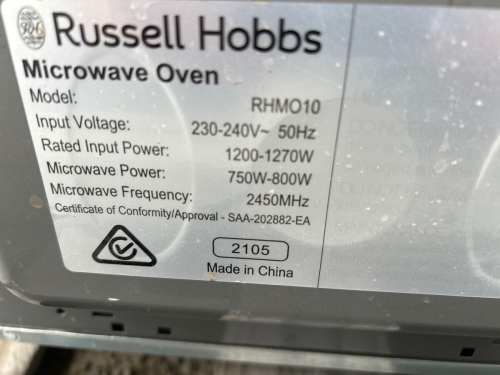 Russell Hobbs
Microwave Oven
Model: RHMO10
Input Voltage: 230-240V~ 50Hz
Rated Input Power: 1200-1270W
Microwave Power: 750W-800W
Microwave Frequency: 2450MHz
Certificate of Conformity/Approval - SAA-202882-EA
2105
Made in China